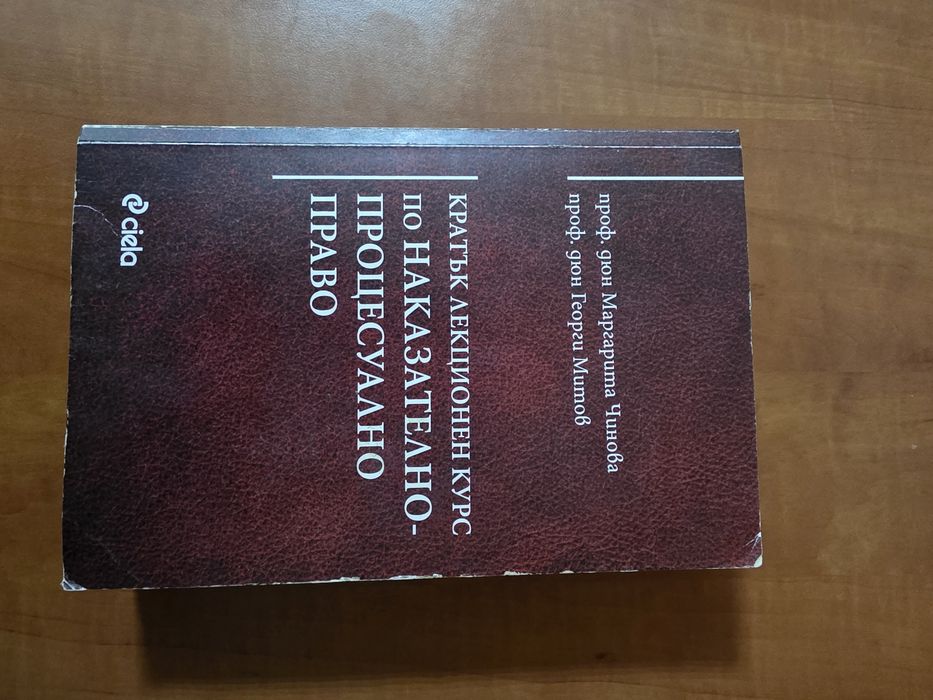 проф. дюн Маргарита Чинова
проф. дюн Георги Митов
КРАТЪК ЛЕКЦИОНЕН КУРС
ПО НАКАЗАТЕЛНО-
ПРОЦЕСУАЛНО
ПРАВО
ciela